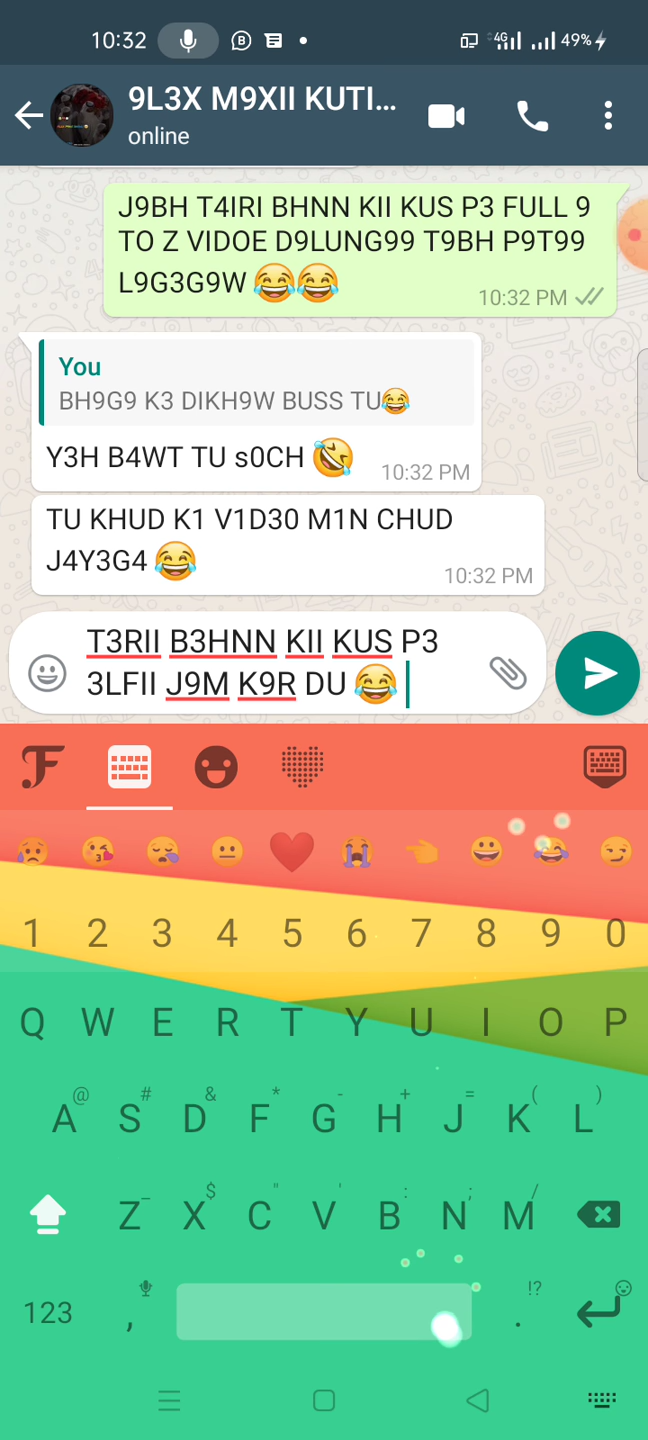 10:32
4G
49%
9L3X M9XII KUTI...
online
J9BH T4IRI BHNN KII KUS P3 FULL 9
TO Z VIDOE D9LUNG99 T9BH P9T99
L9G3G9W 😂😂
10:32 PM
You
BH9G9 K3 DIKH9W BUSS TU😂
Y3H B4WT TU s0CH 🤣
10:32 PM
TU KHUD K1 V1D30 M1N CHUD
J4Y3G4 😂
10:32 PM
T3RII B3HNN KII KUS P3
3LFII J9M K9R DU 😂
F
1 2 3 4 5 6 7 8 9 0
Q W E R T Y U I O P
@ # & * - + = ( )
A S D F G H J K L
_ $ " ' : ; /
Z X C V B N M
!?
123 , .